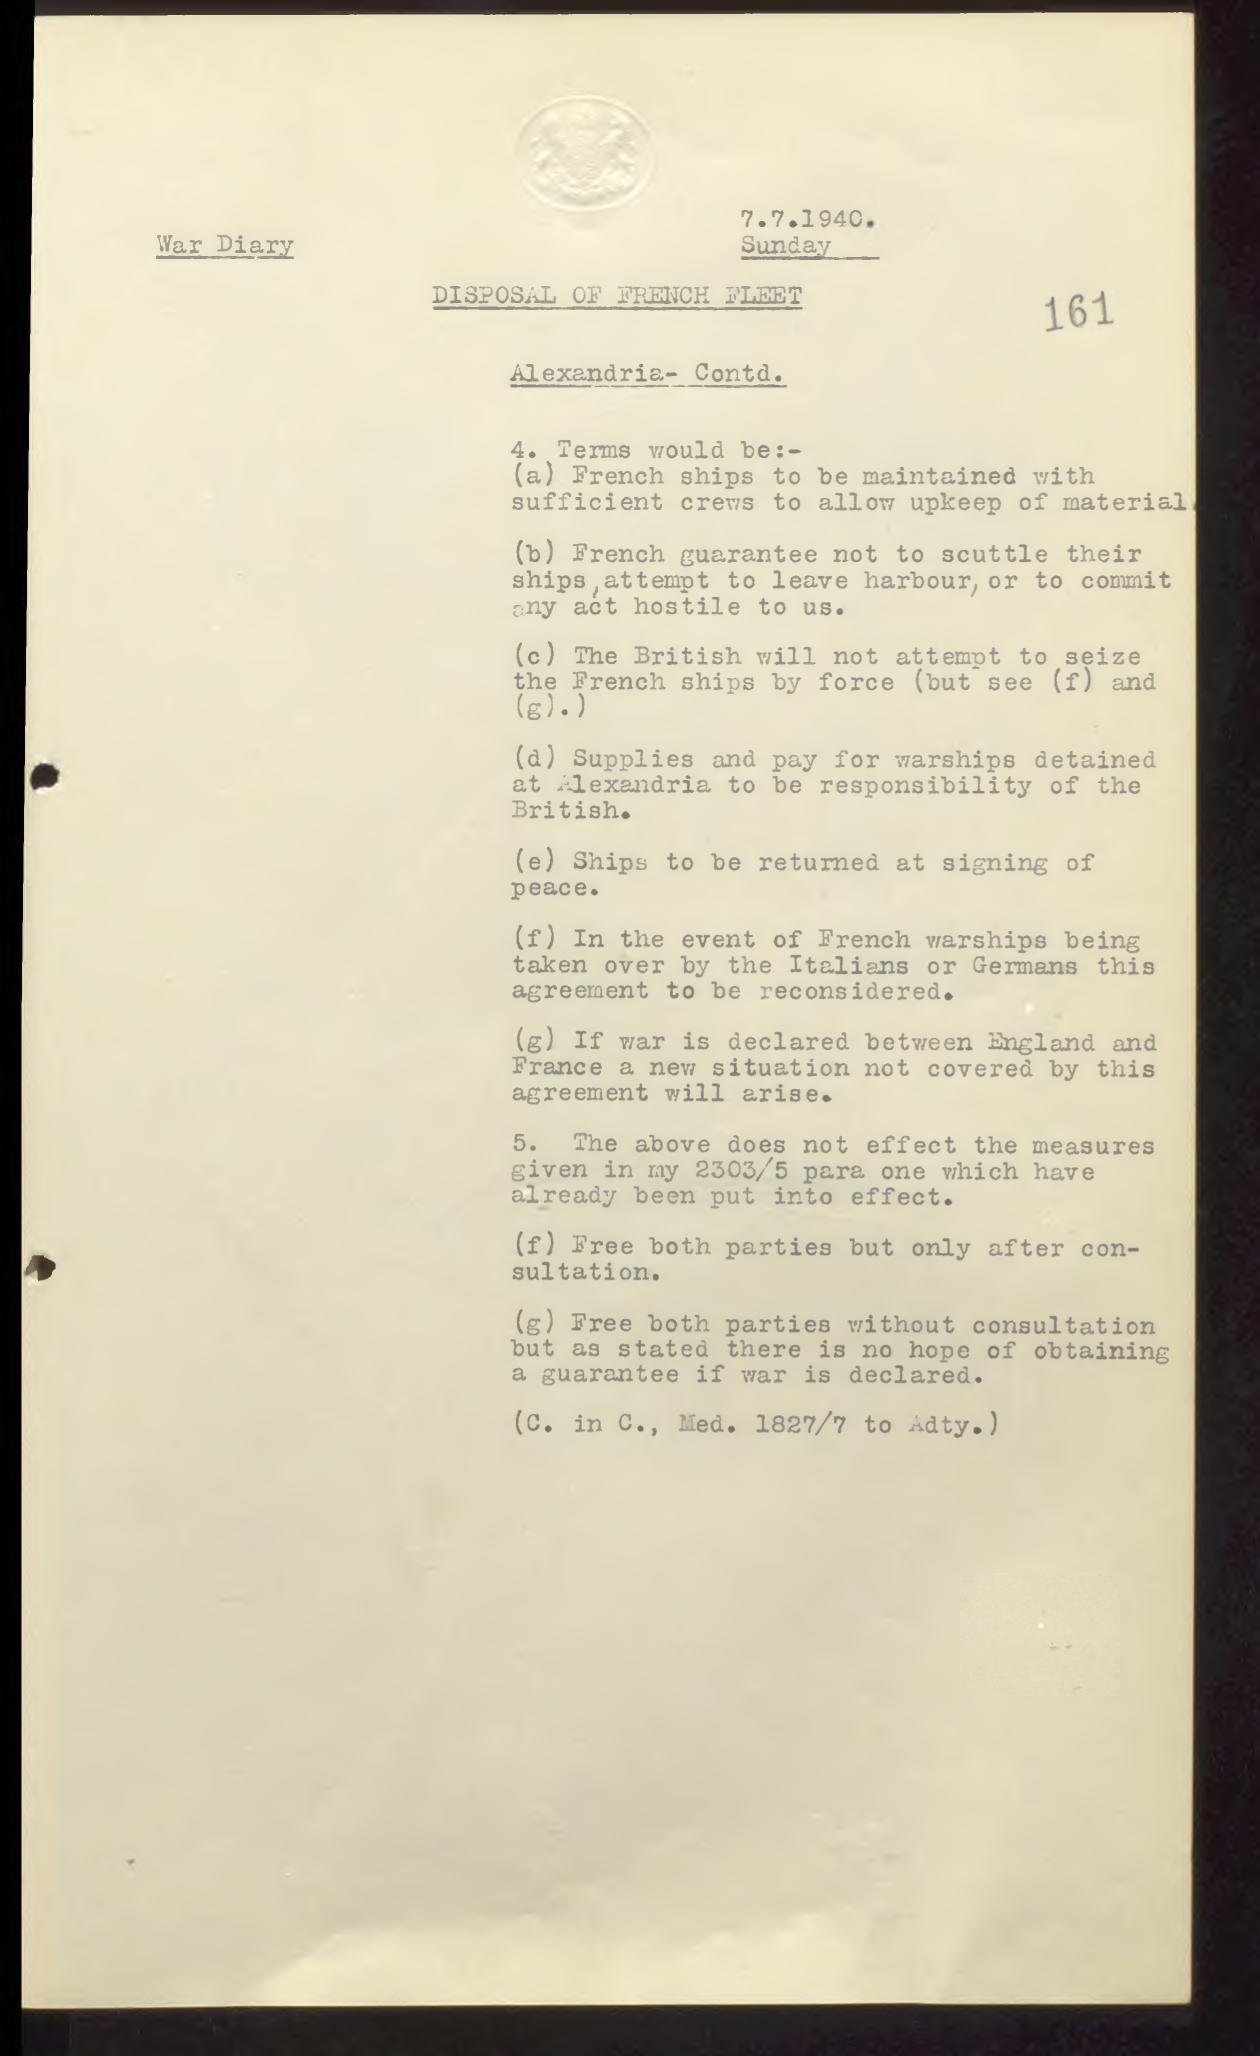 7.7.1940.
War Diary
Sunday
DISPOSAL OF FRENCH FLEET
161
Alexandria- Contd.
4. Terms would be:-
(a) French ships to be maintained with
sufficient crews to allow upkeep of material.
(b) French guarantee not to scuttle their
ships, attempt to leave harbour, or to commit
any act hostile to us.
(c) The British will not attempt to seize
the French ships by force (but see (f) and
(g).)
(d) Supplies and pay for warships detained
at Alexandria to be responsibility of the
British.
(e) Ships to be returned at signing of
peace.
(f) In the event of French warships being
taken over by the Italians or Germans this
agreement to be reconsidered.
(g) If war is declared between England and
France a new situation not covered by this
agreement will arise.
5. The above does not effect the measures
given in my 2303/5 para one which have
already been put into effect.
(f) Free both parties but only after con-
sultation.
(g) Free both parties without consultation
but as stated there is no hope of obtaining
a guarantee if war is declared.
(C. in C., Med. 1827/7 to Adty.)